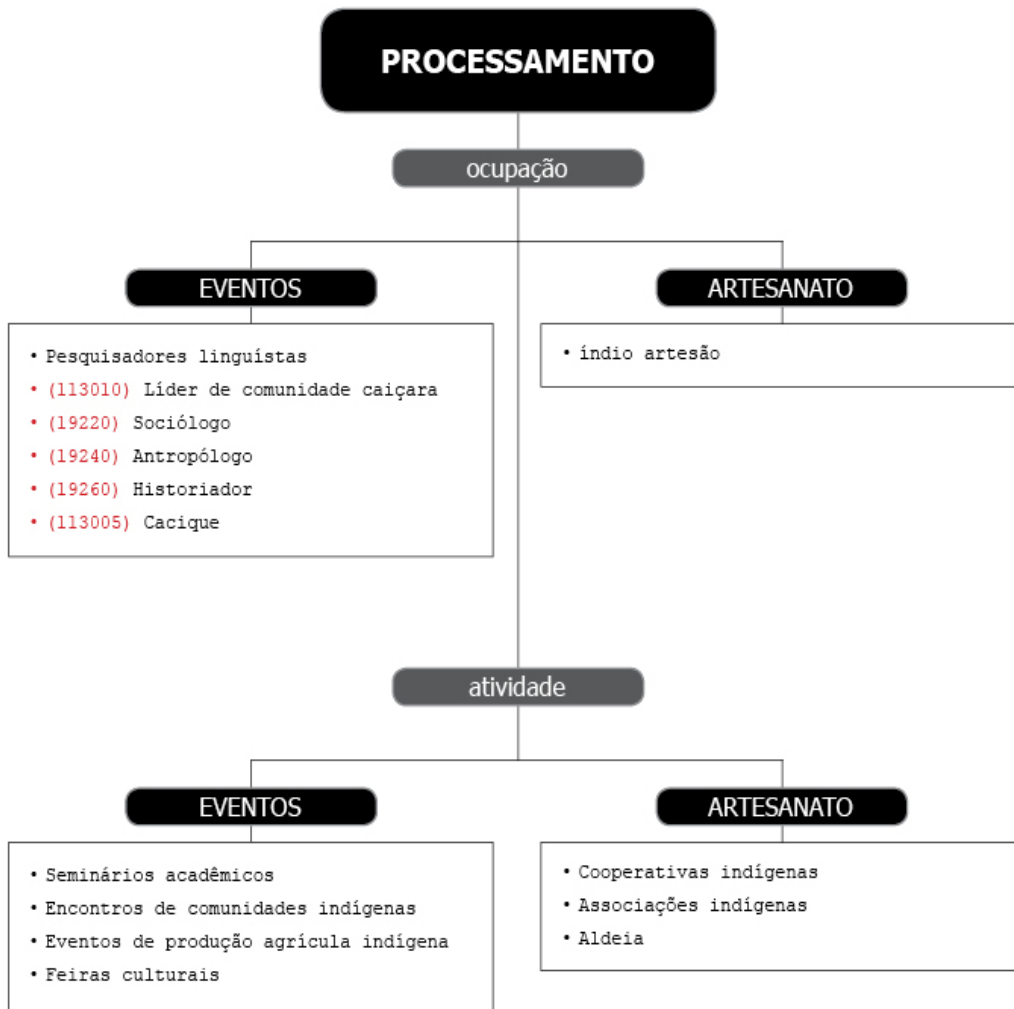 PROCESSAMENTO
ocupação
EVENTOS
• Pesquisadores linguístas
• (113010) Líder de comunidade caiçara
• (19220) Sociólogo
• (19240) Antropólogo
• (19260) Historiador
• (113005) Cacique
ARTESANATO
• índio artesão
atividade
EVENTOS
• Seminários acadêmicos
• Encontros de comunidades indígenas
• Eventos de produção agrícula indígena
• Feiras culturais
ARTESANATO
• Cooperativas indígenas
• Associações indígenas
• Aldeia